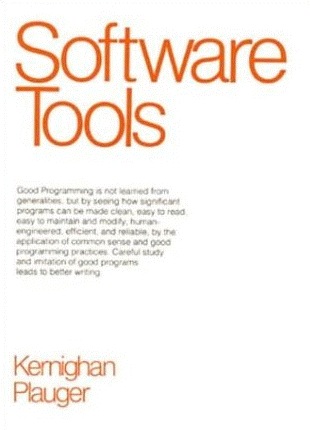 Software
Tools
Good Programming is not learned from
generalities, but by seeing how significant
programs can be made clean, easy to read,
easy to maintain and modify, human-
engineered, efficient, and reliable, by the
application of common sense and good
programming practices. Careful study
and imitation of good programs
leads to better writing.
Kernighan
Plauger